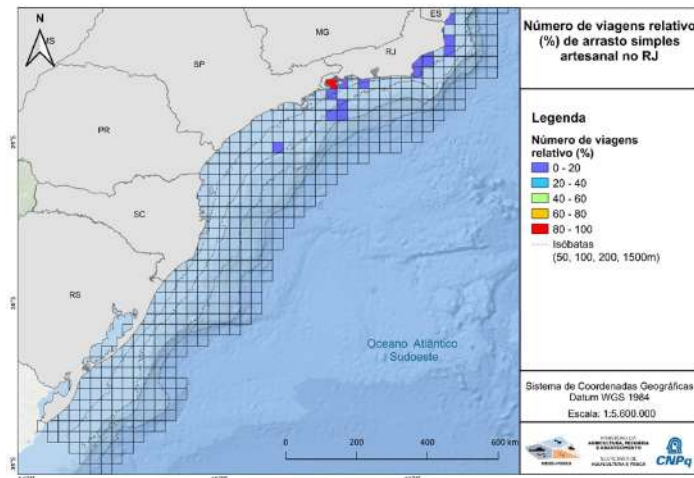 Número de viagens relativo
(%) de arrasto simples
artesanal no RJ
Legenda
Número de viagens
relativo (%)
0 - 20
20 - 40
40 - 60
60 - 80
80 - 100
Isóbatas
(50, 100, 200, 1500m)
Sistema de Coordenadas Geográficas
Datum WGS 1984
Escala: 1:5.600.000
CNPq
N
MS
MG
ES
RJ
SP
PR
SC
RS
Oceano Atlântico
Sudoeste
0 200 400 600 km